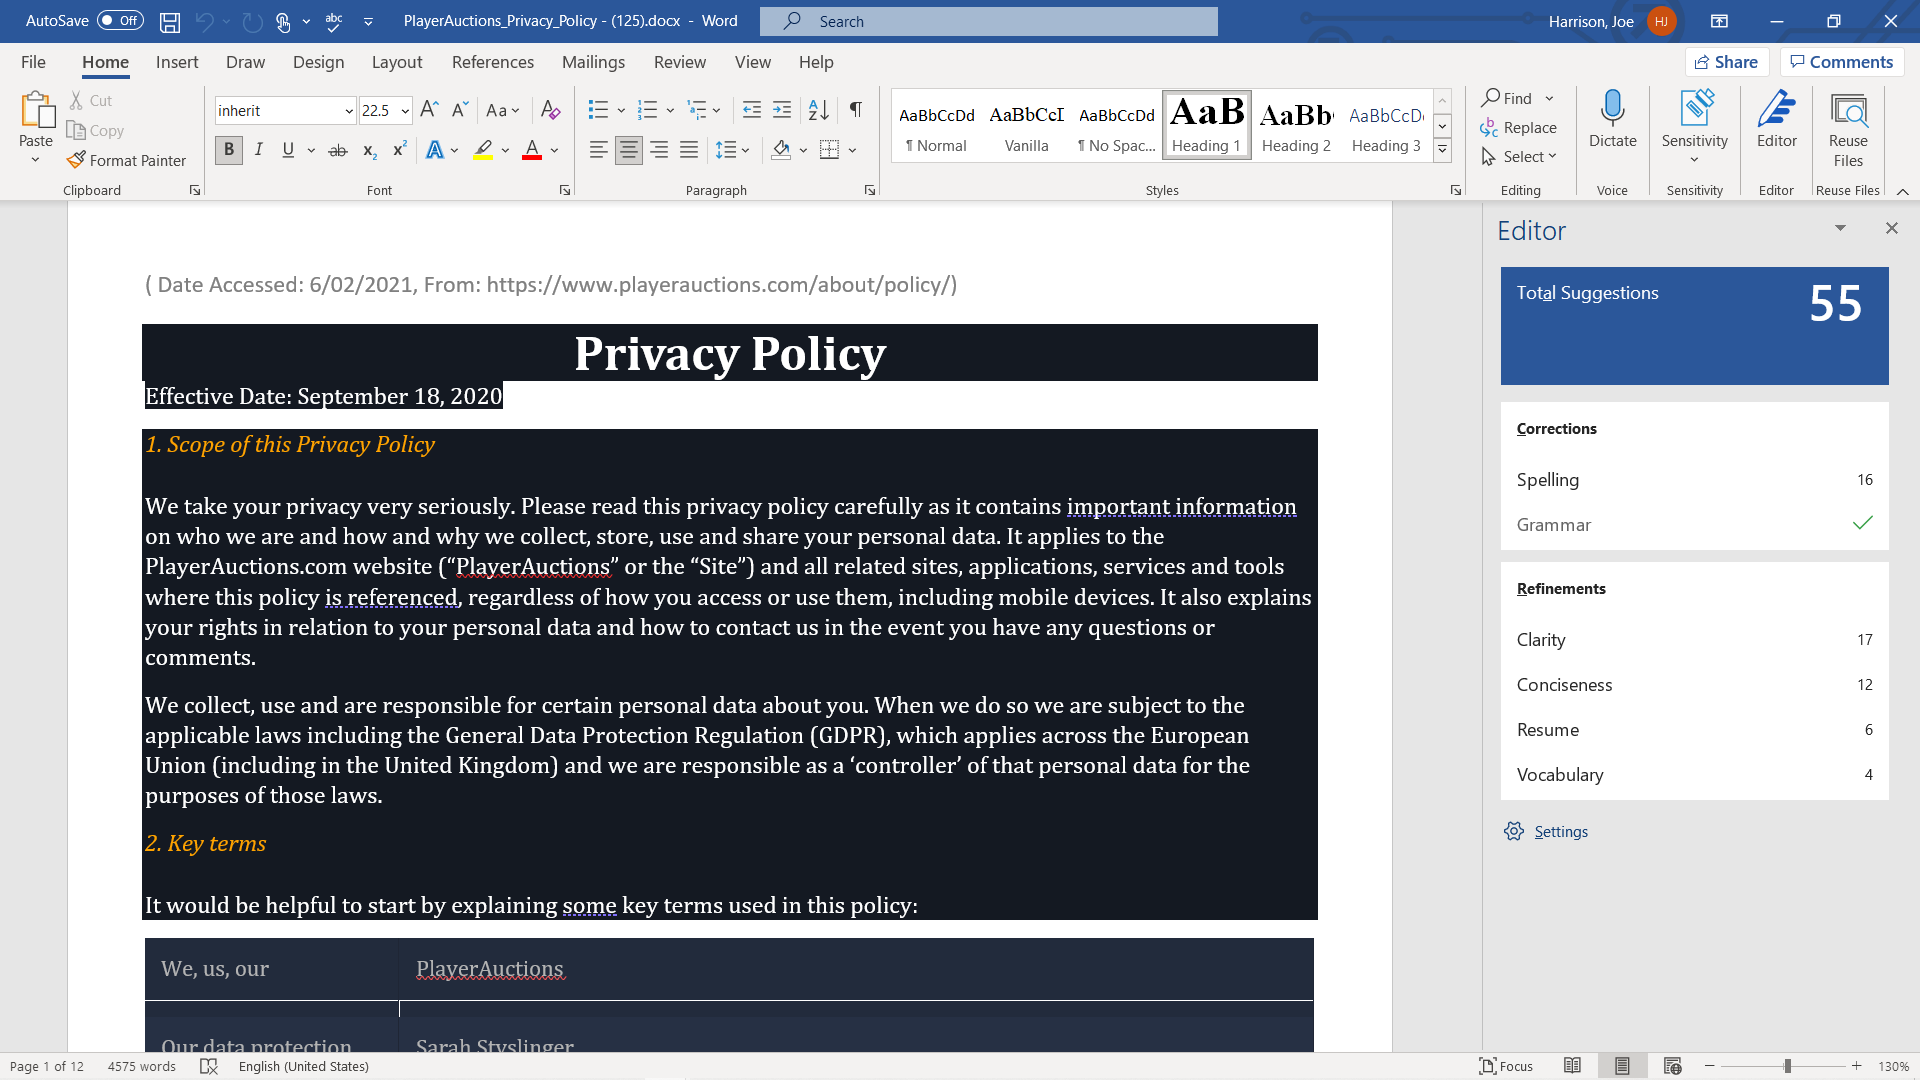 AutoSave Off abc PlayerAuctions_Privacy_Policy - (125).docx - Word Search Harrison, Joe HJ
File Home Insert Draw Design Layout References Mailings Review View Help Share Comments
Paste Cut Copy Format Painter Clipboard
inherit 22.5 Aa B I U ab x₂ x² A A Font
Paragraph
AaBbCcDd ¶ Normal
AaBbCcI Vanilla
AaBbCcDd ¶ No Spac...
AaB Heading 1
AaBb Heading 2
AaBbCcD Heading 3
Styles
Find
Replace
Select
Editing
Dictate Voice
Sensitivity Sensitivity
Editor Editor
Reuse Files Reuse Files
( Date Accessed: 6/02/2021, From: https://www.playerauctions.com/about/policy/)
Privacy Policy
Effective Date: September 18, 2020
1. Scope of this Privacy Policy
We take your privacy very seriously. Please read this privacy policy carefully as it contains important information
on who we are and how and why we collect, store, use and share your personal data. It applies to the
PlayerAuctions.com website (“PlayerAuctions” or the “Site”) and all related sites, applications, services and tools
where this policy is referenced, regardless of how you access or use them, including mobile devices. It also explains
your rights in relation to your personal data and how to contact us in the event you have any questions or
comments.
We collect, use and are responsible for certain personal data about you. When we do so we are subject to the
applicable laws including the General Data Protection Regulation (GDPR), which applies across the European
Union (including in the United Kingdom) and we are responsible as a ‘controller’ of that personal data for the
purposes of those laws.
2. Key terms
It would be helpful to start by explaining some key terms used in this policy:
We, us, our PlayerAuctions
Our data protection Sarah Styslinger
Editor
Total Suggestions 55
Corrections
Spelling 16
Grammar
Refinements
Clarity 17
Conciseness 12
Resume 6
Vocabulary 4
Settings
Page 1 of 12 4575 words English (United States) Focus 130%